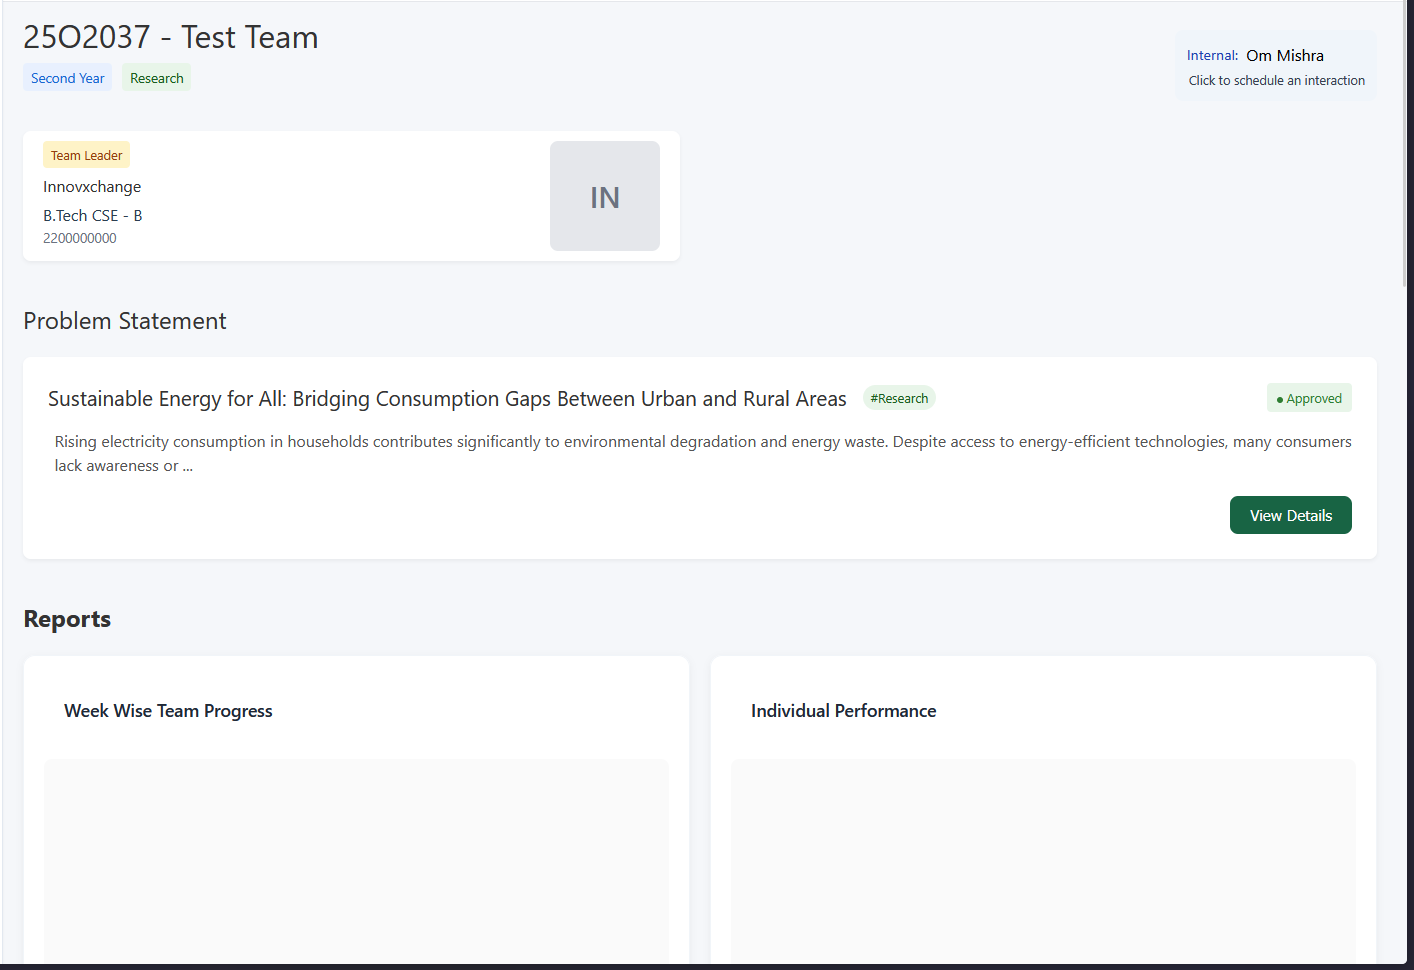 25O2037 - Test Team
Second Year
Research
Internal: Om Mishra
Click to schedule an interaction
Team Leader
Innovxchange
B.Tech CSE - B
2200000000
IN
Problem Statement
Sustainable Energy for All: Bridging Consumption Gaps Between Urban and Rural Areas
#Research
● Approved
Rising electricity consumption in households contributes significantly to environmental degradation and energy waste. Despite access to energy-efficient technologies, many consumers
lack awareness or ...
View Details
Reports
Week Wise Team Progress
Individual Performance